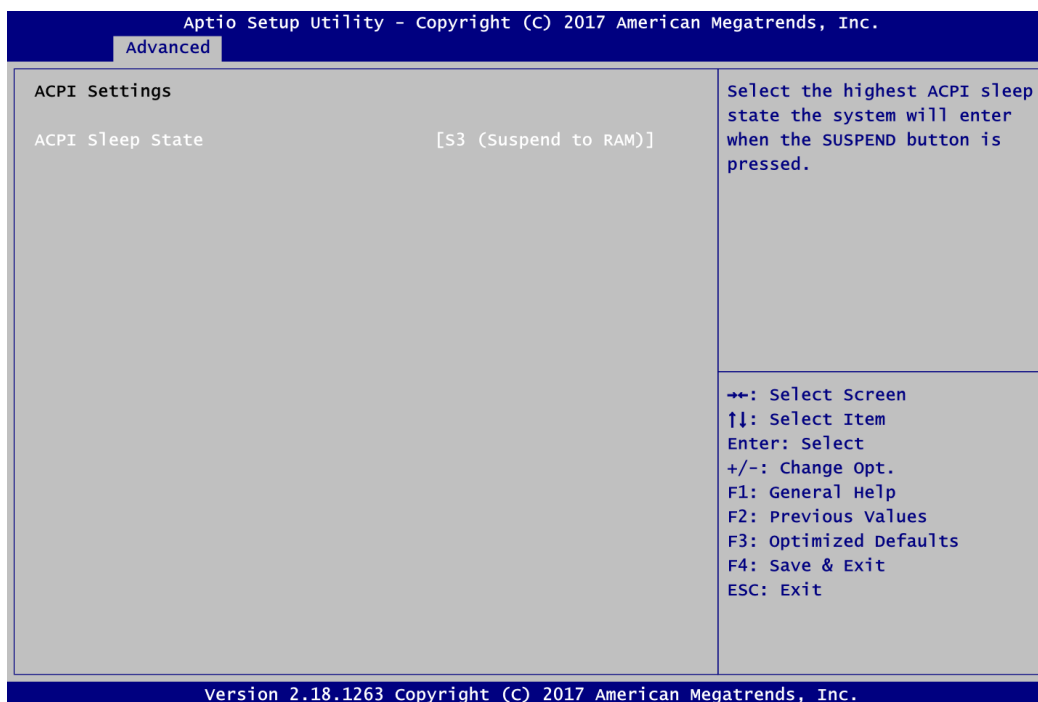 Aptio Setup Utility – Copyright (C) 2017 American Megatrends, Inc.
Advanced
ACPI Settings
ACPI Sleep State [S3 (Suspend to RAM)]
Select the highest ACPI sleep
state the system will enter
when the SUSPEND button is
pressed.
→←: Select Screen
↑↓: Select Item
Enter: Select
+/-: Change Opt.
F1: General Help
F2: Previous Values
F3: Optimized Defaults
F4: Save & Exit
ESC: Exit
Version 2.18.1263 Copyright (C) 2017 American Megatrends, Inc.